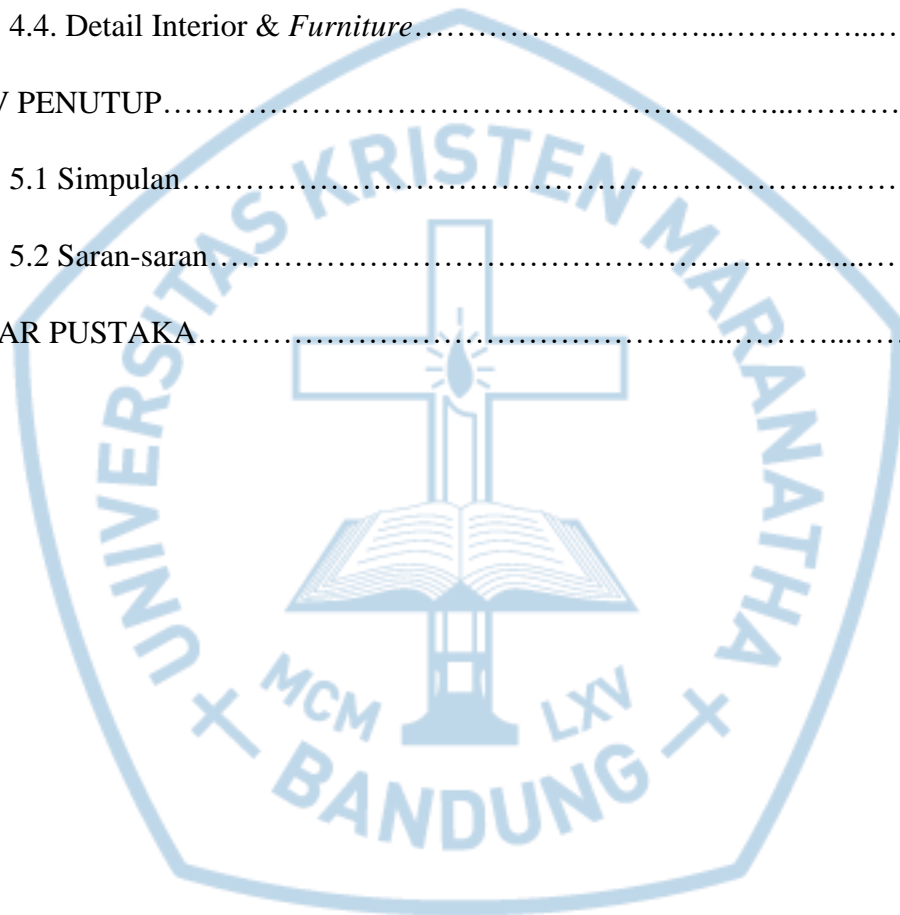 4.4. Detail Interior & Furniture…………………………...…………...…
V PENUTUP……………………………………………………...…………
5.1 Simpulan…………………………………………………………...……
5.2 Saran-saran……………………………………………………......…
AR PUSTAKA……………………………………………...………...……
UNIVERSITAS KRISTEN MARANATHA
MCM LXV
BANDUNG